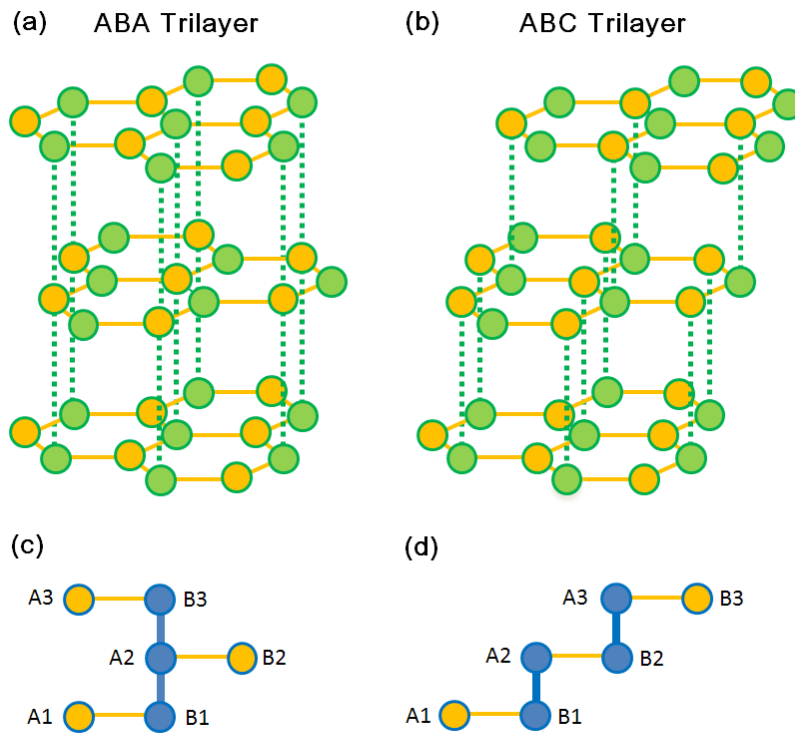 (a) ABA Trilayer
(b) ABC Trilayer
(c)
(d)
A3 B3
A2 B2
A1 B1
A3 B3
A2 B2
A1 B1